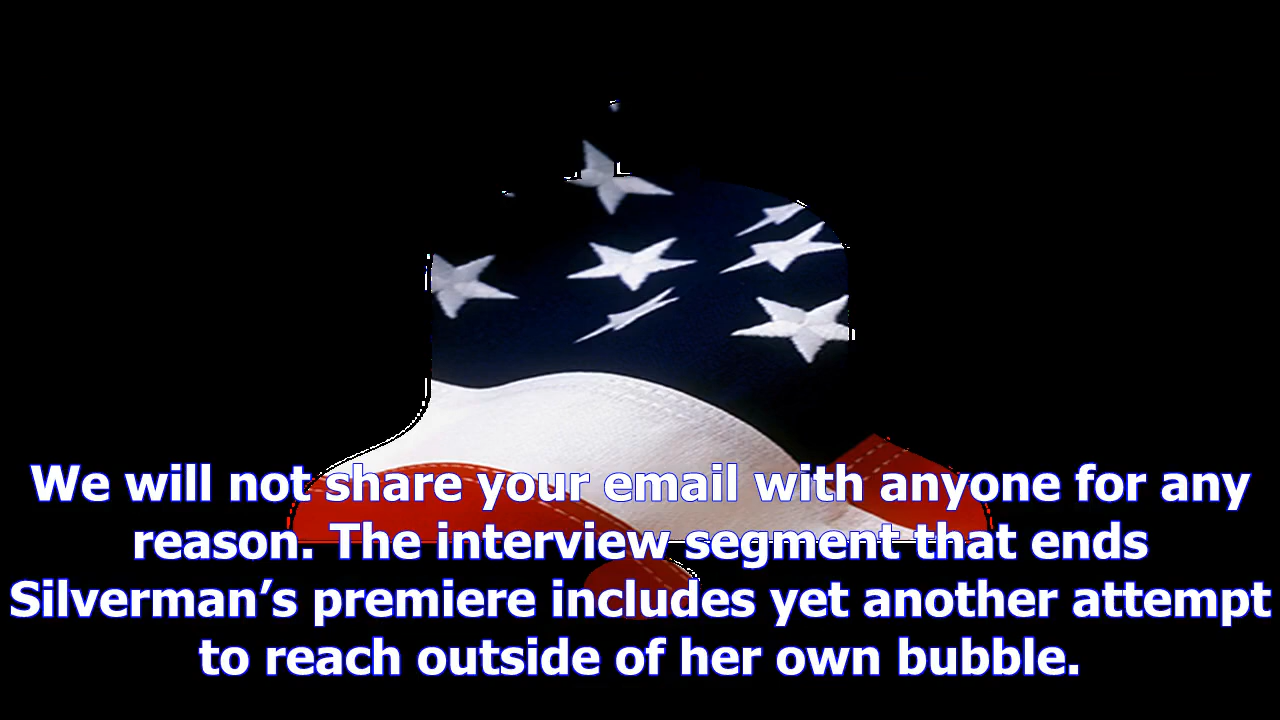 We will not share your email with anyone for any
reason. The interview segment that ends
Silverman’s premiere includes yet another attempt
to reach outside of her own bubble.